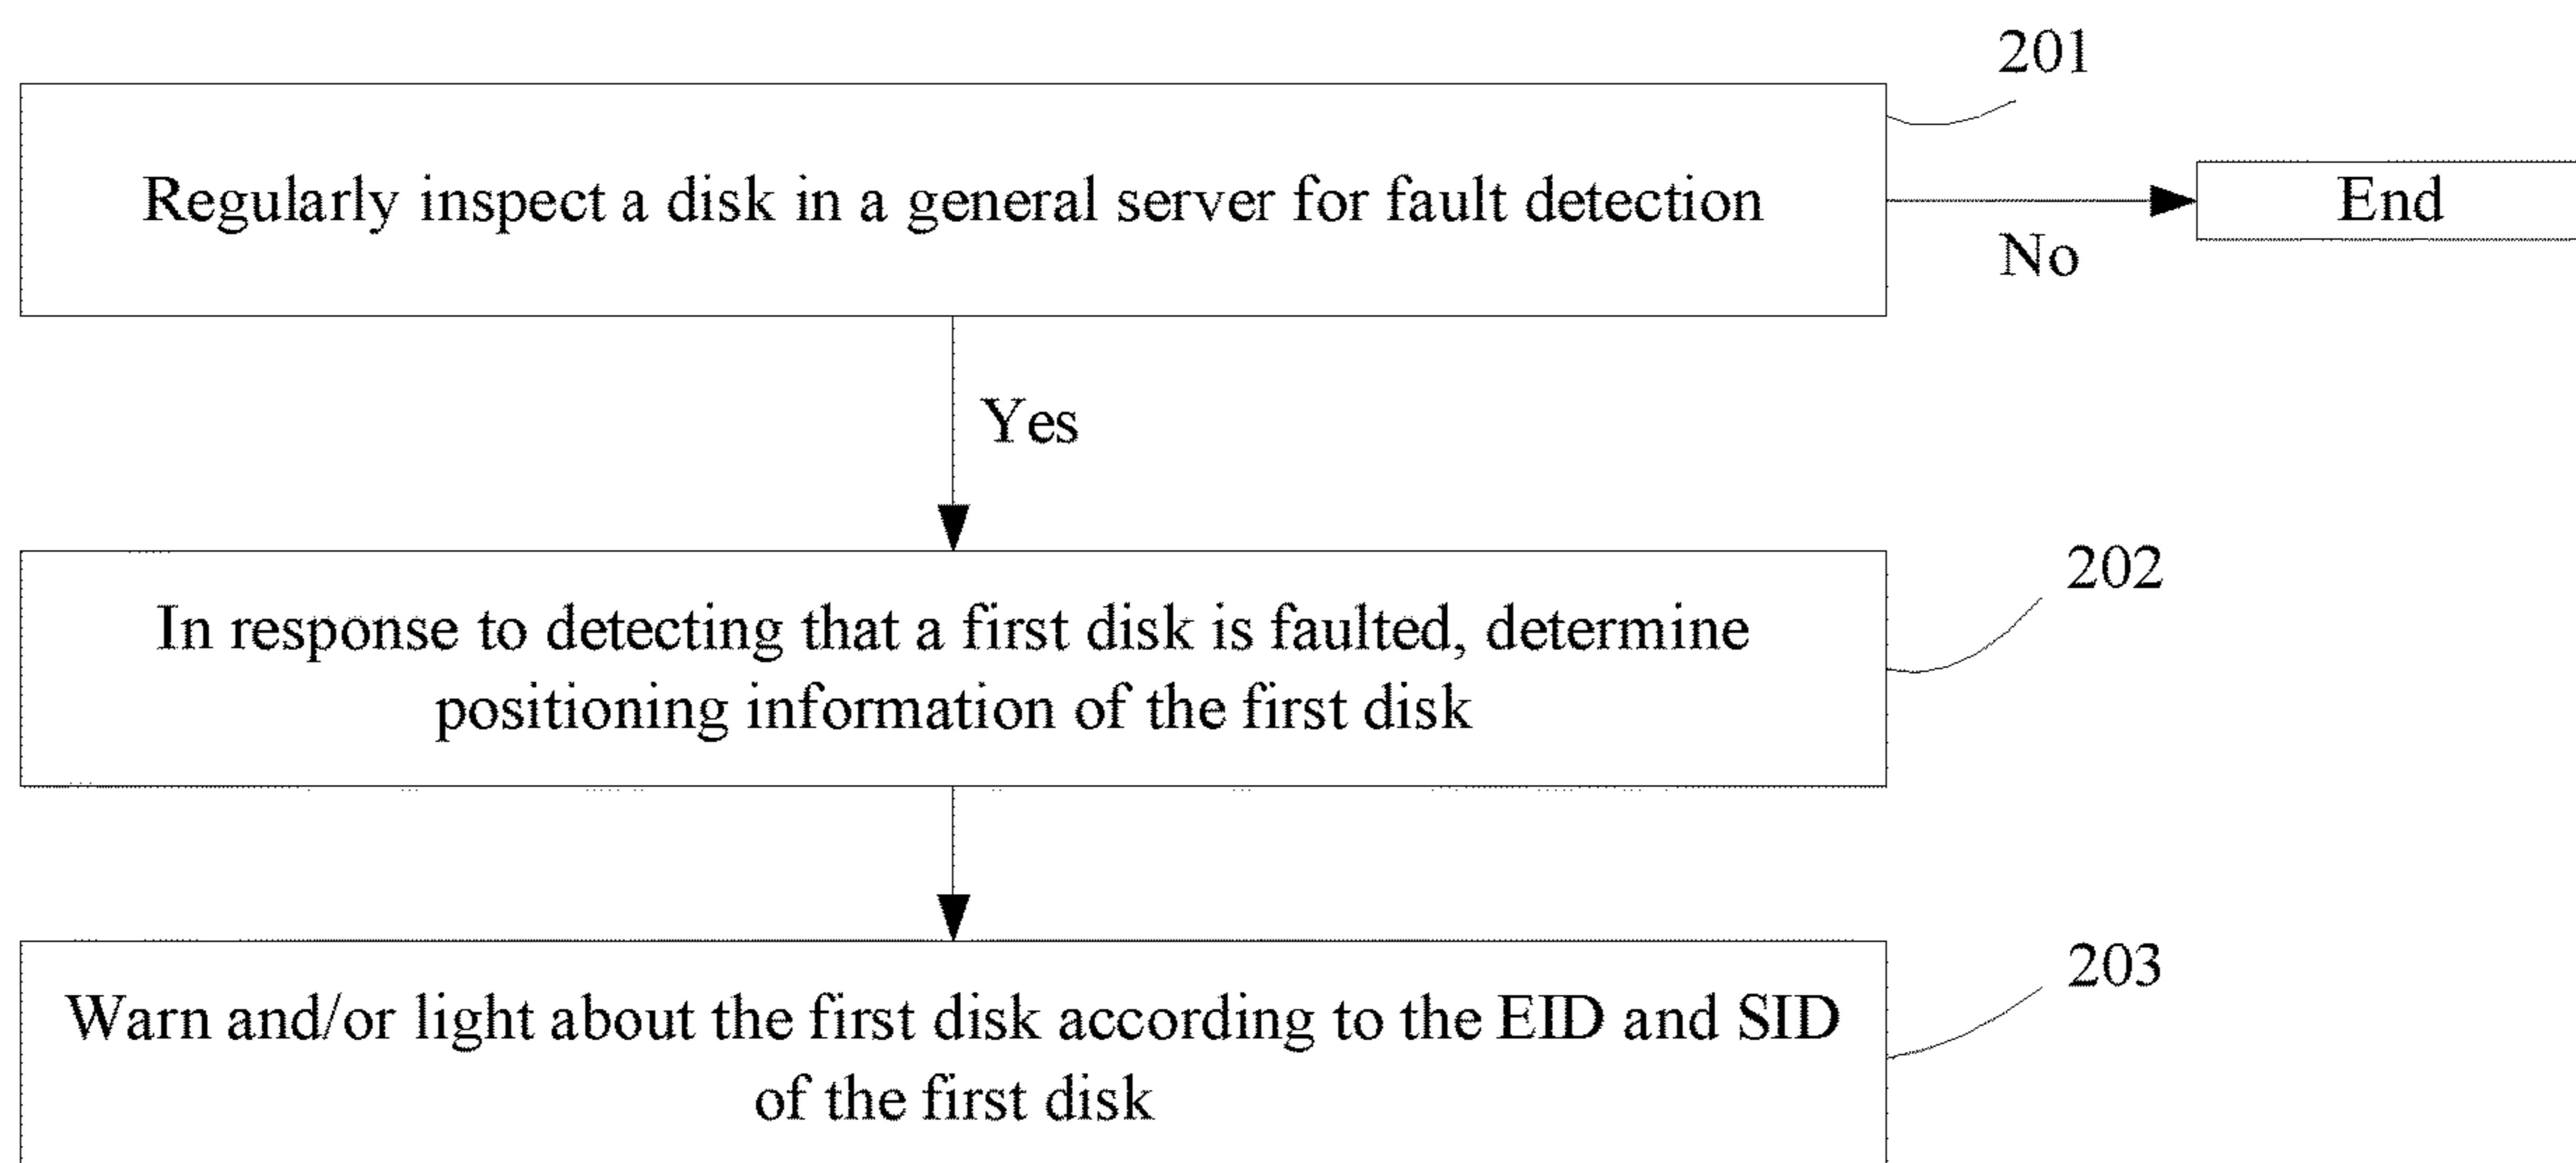 201
Regularly inspect a disk in a general server for fault detection
End
No
Yes
202
In response to detecting that a first disk is faulted, determine
positioning information of the first disk
203
Warn and/or light about the first disk according to the EID and SID
of the first disk